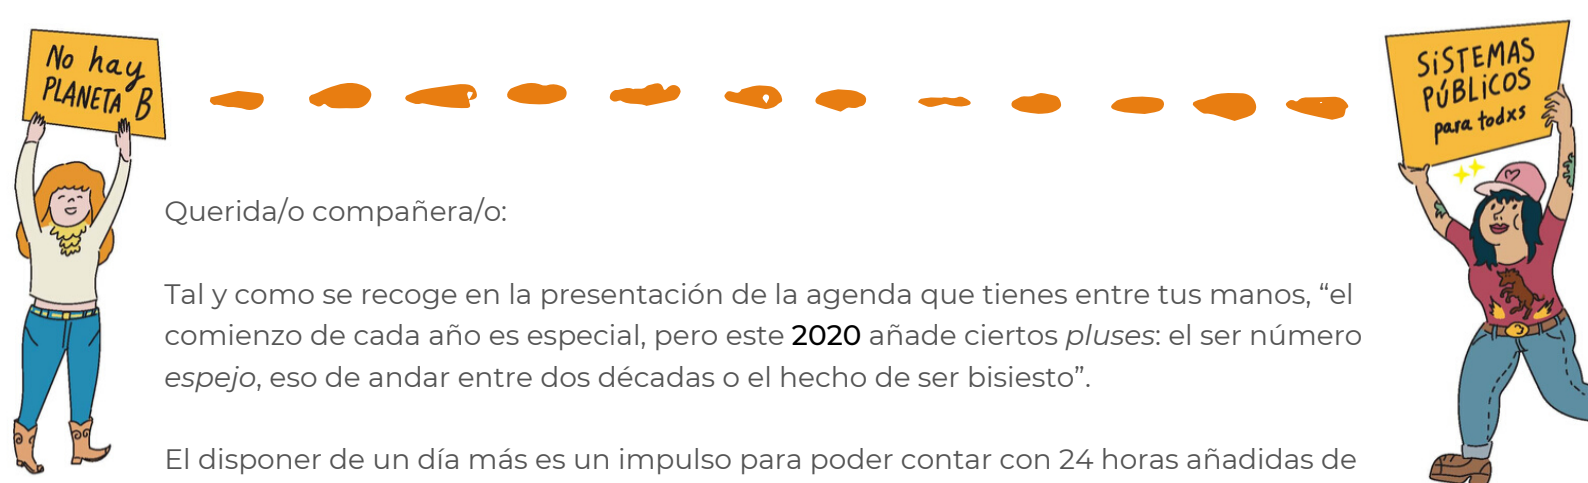 No hay
PLANETA B
SiSTEMAS
PÚBLiCOS
para todxs
Querida/o compañera/o:
Tal y como se recoge en la presentación de la agenda que tienes entre tus manos, “el
comienzo de cada año es especial, pero este 2020 añade ciertos pluses: el ser número
espejo, eso de andar entre dos décadas o el hecho de ser bisiesto”.
El disponer de un día más es un impulso para poder contar con 24 horas añadidas de